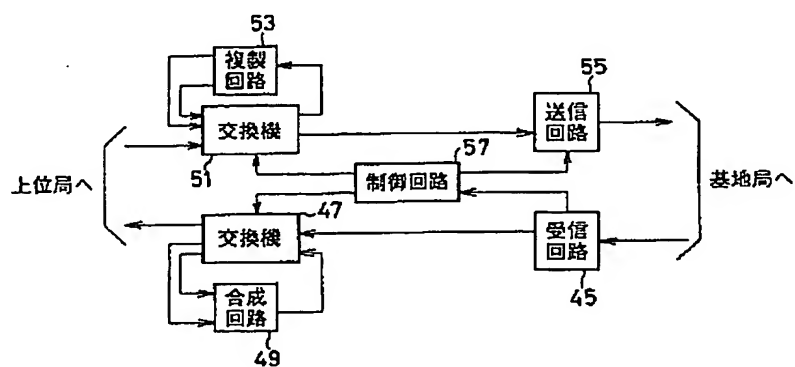 53
複製
回路
55
送信
回路
交換機
51
57
制御回路
上位局へ
基地局へ
47
交換機
受信
回路
45
合成
回路
49